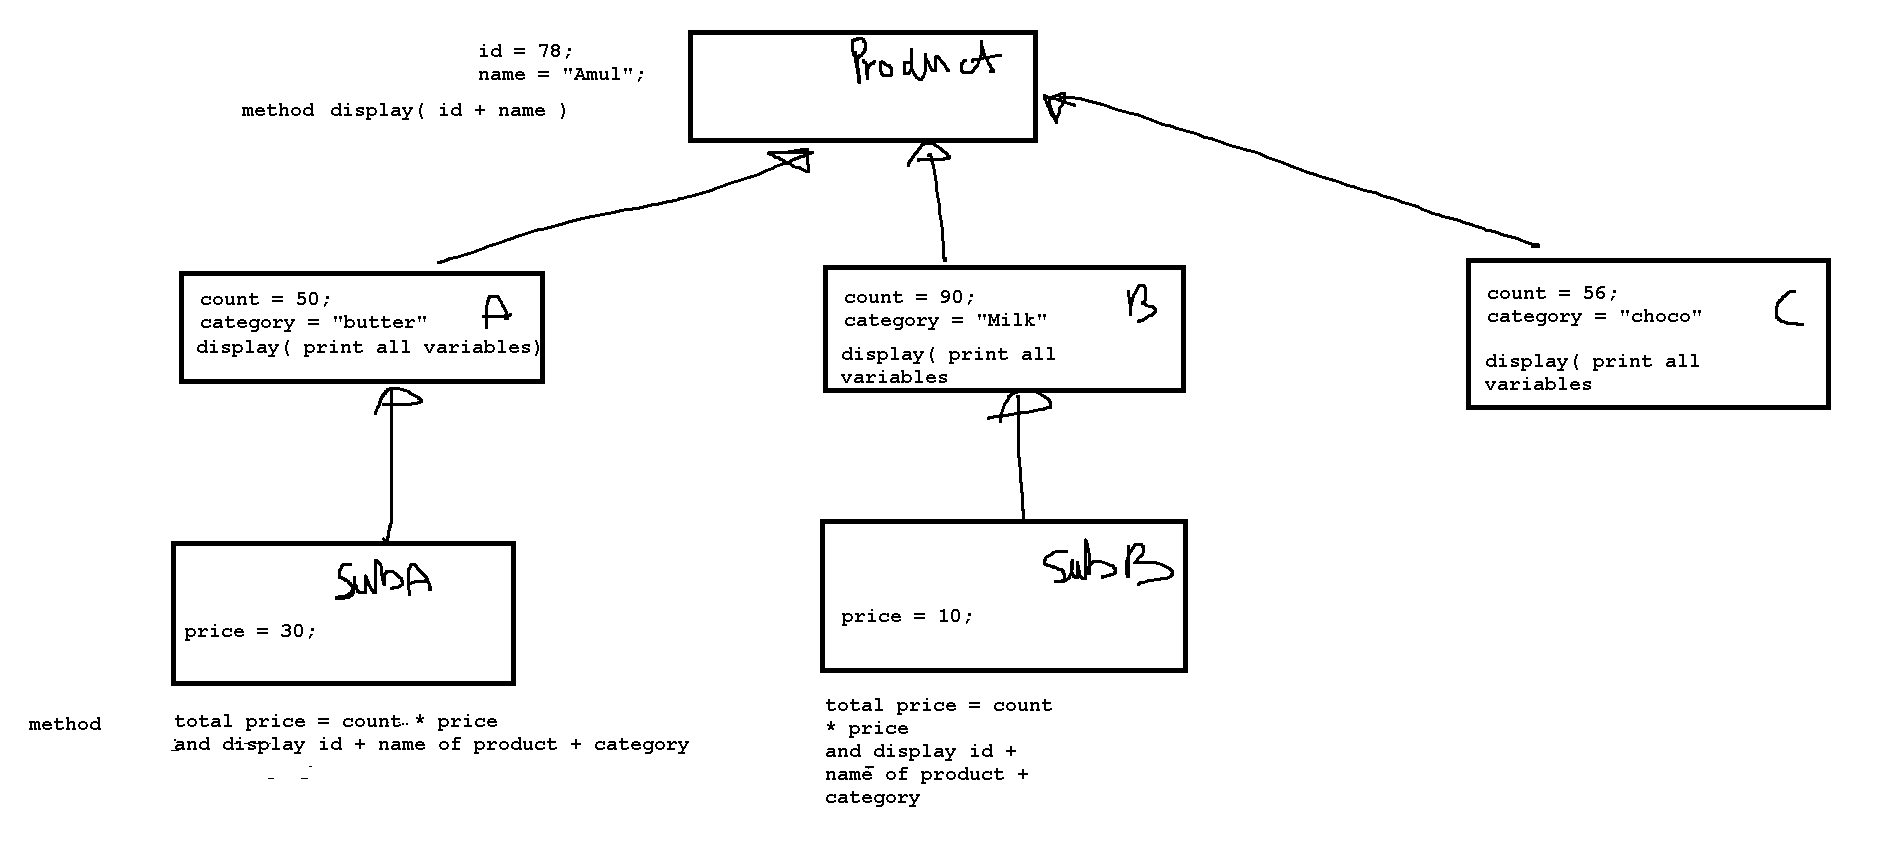 id = 78;
name = "Amul";
method display( id + name )
Product
count = 50;
category = "butter"
display( print all variables)
A
count = 90;
category = "Milk"
display( print all
variables
B
count = 56;
category = "choco"
display( print all
variables
C
SubA
price = 30;
SubB
price = 10;
method
total price = count * price
and display id + name of product + category
total price = count
* price
and display id +
name of product +
category